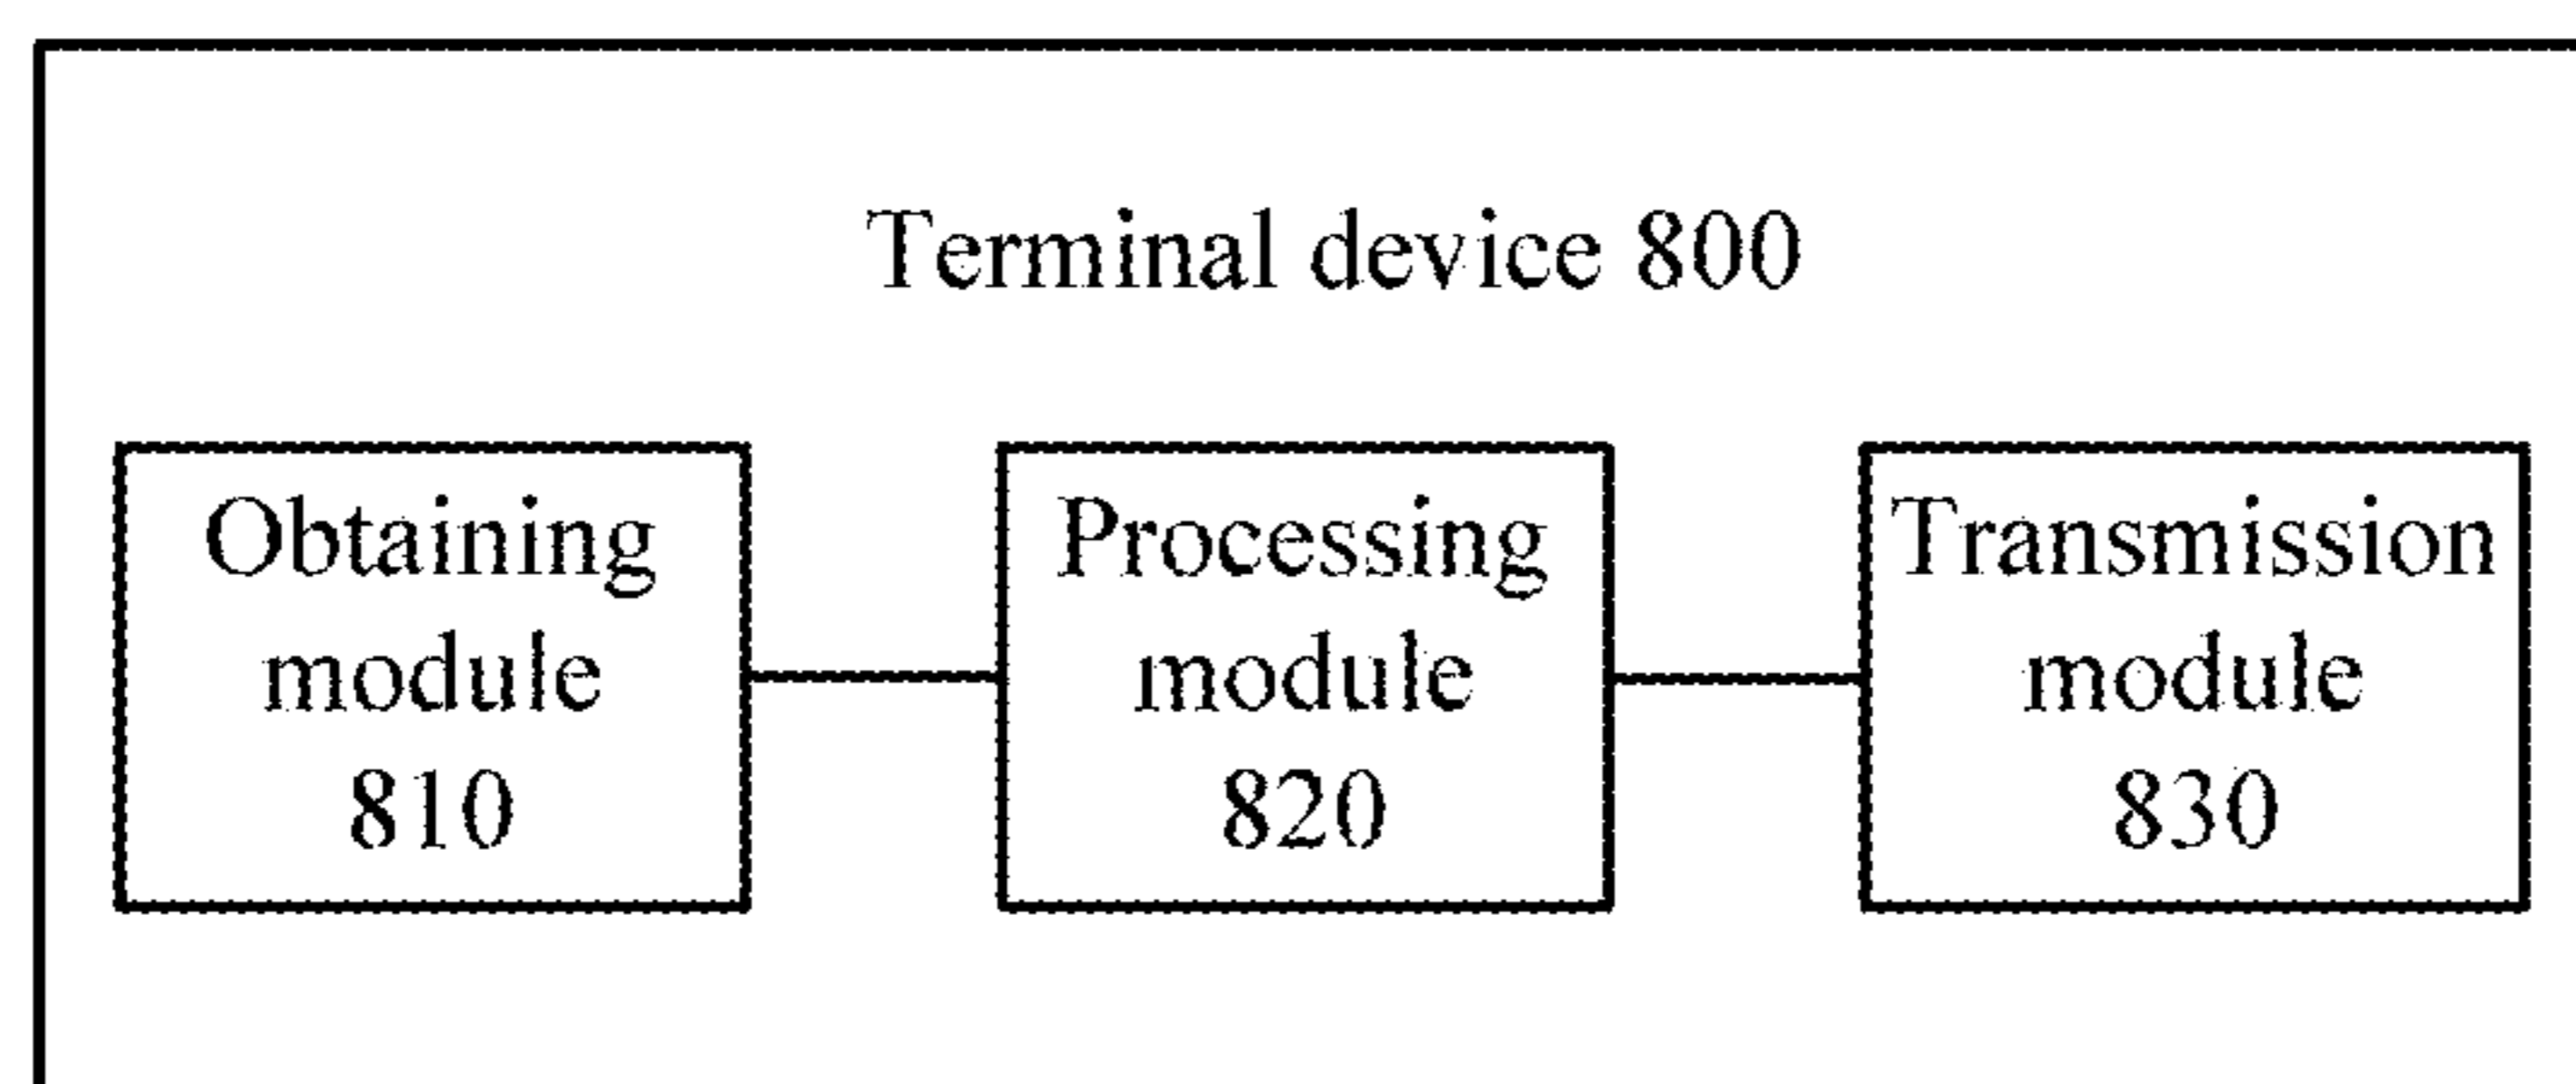 Terminal device 800
Obtaining
module
810
Processing
module
820
Transmission
module
830